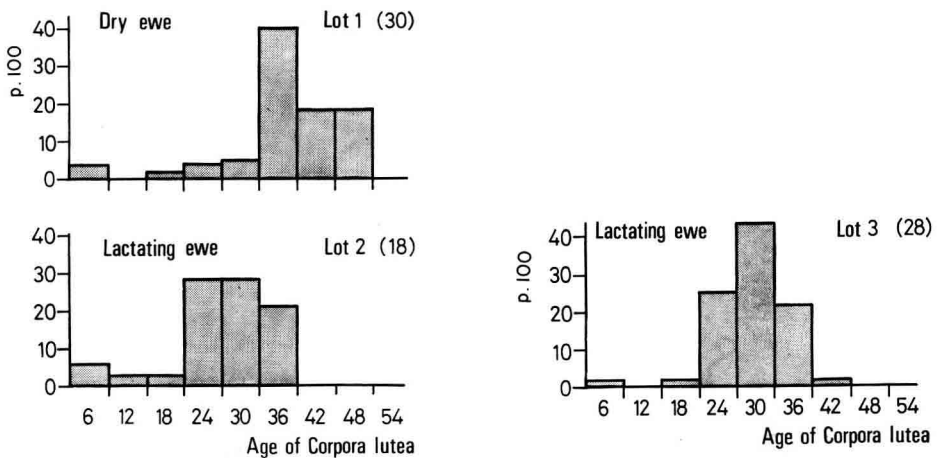 Dry ewe Lot 1 (30)
p. 100
40
30
20
10
0
Lactating ewe Lot 2 (18)
40
30
20
10
0
6 12 18 24 30 36 42 48 54
Age of Corpora lutea
Lactating ewe Lot 3 (28)
p. 100
40
30
20
10
0
6 12 18 24 30 36 42 48 54
Age of Corpora lutea